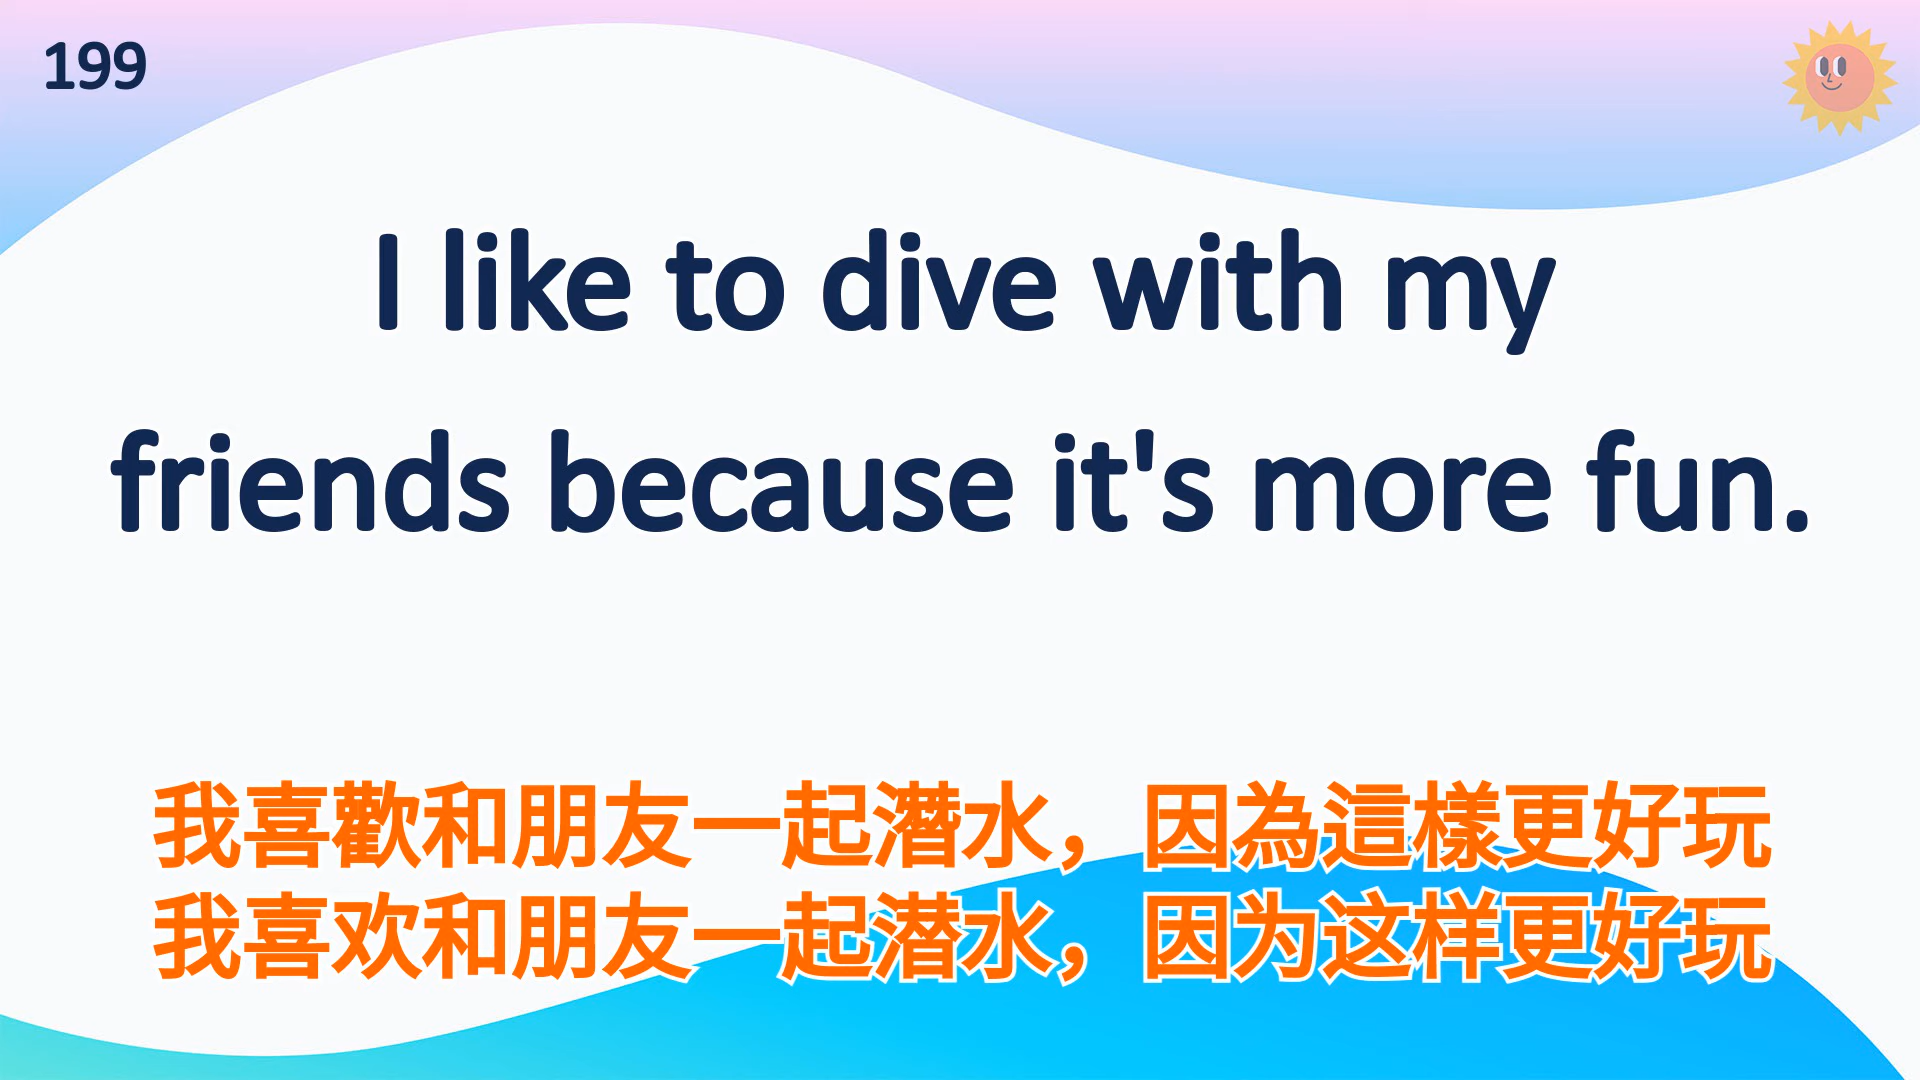 199
I like to dive with my
friends because it's more fun.
我喜歡和朋友一起潛水，因為這樣更好玩
我喜欢和朋友一起潜水，因为这样更好玩